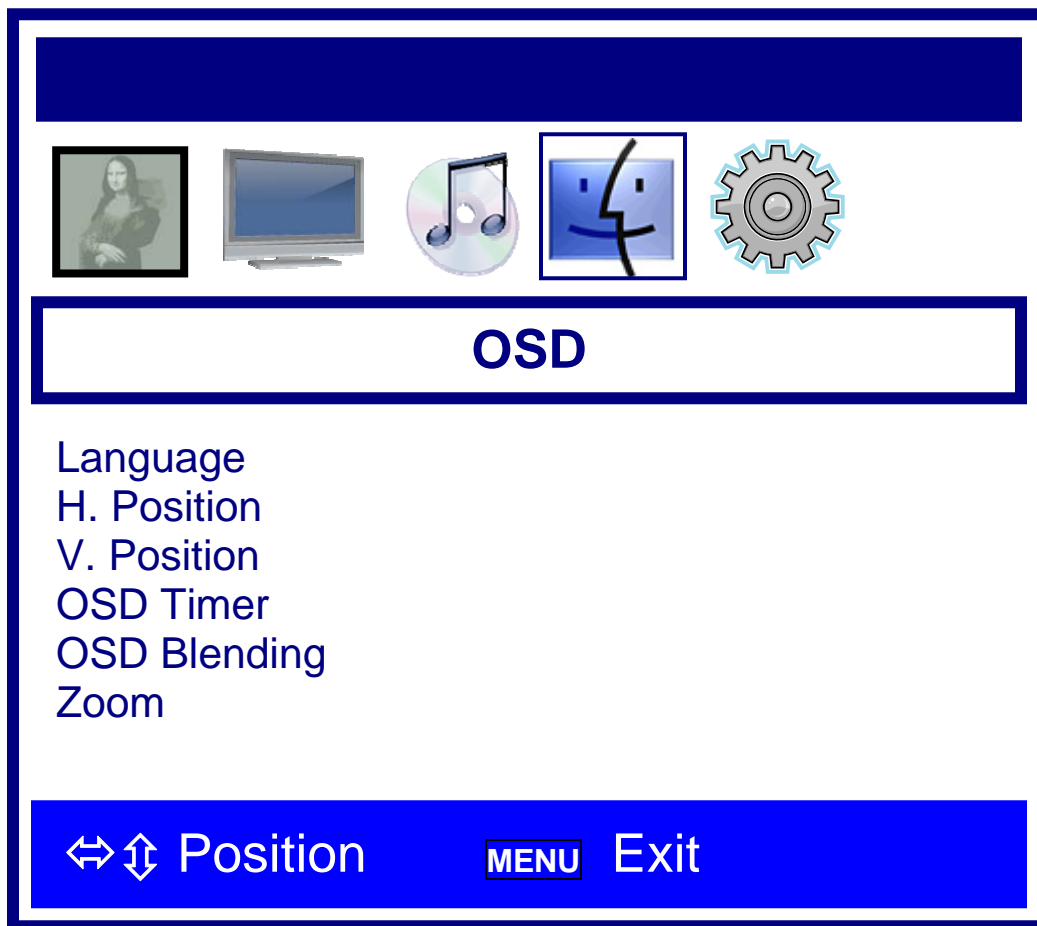 OSD
Language
H. Position
V. Position
OSD Timer
OSD Blending
Zoom
⬄⇳ Position MENU Exit